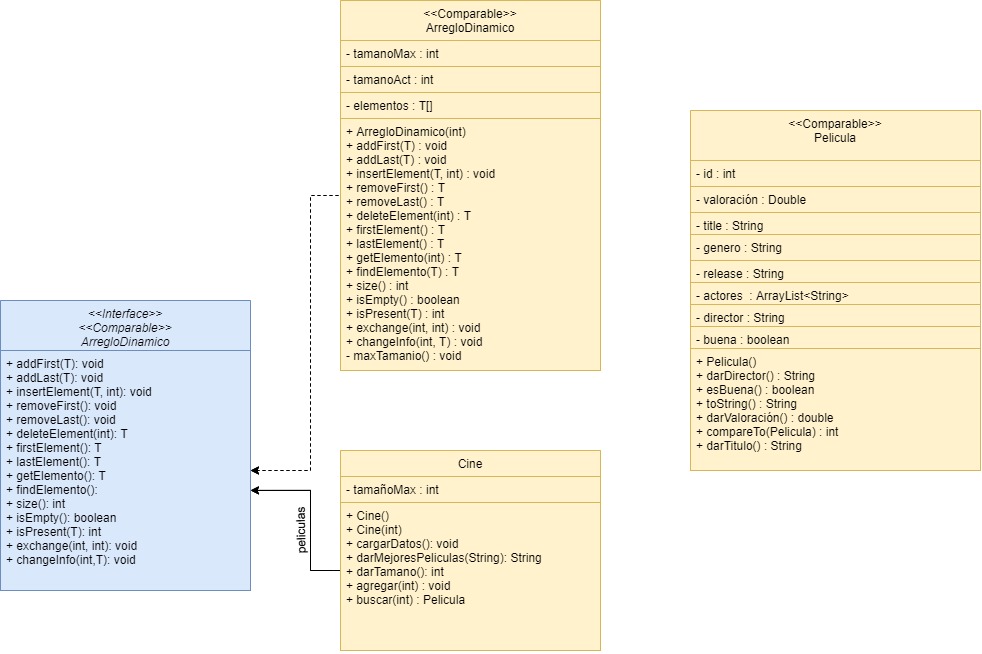 <<Comparable>>
ArregloDinamico
- tamanoMax : int
- tamanoAct : int
- elementos : T[]
+ ArregloDinamico(int)
+ addFirst(T) : void
+ addLast(T) : void
+ insertElement(T, int) : void
+ removeFirst() : T
+ removeLast() : T
+ deleteElement(int) : T
+ firstElement() : T
+ lastElement() : T
+ getElemento(int) : T
+ findElemento(T) : T
+ size() : int
+ isEmpty() : boolean
+ isPresent(T) : int
+ exchange(int, int) : void
+ changeInfo(int, T) : void
- maxTamanio() : void
<<Comparable>>
Pelicula
- id : int
- valoración : Double
- title : String
- genero : String
- release : String
- actores : ArrayList<String>
- director : String
- buena : boolean
+ Pelicula()
+ darDirector() : String
+ esBuena() : boolean
+ toString() : String
+ darValoración() : double
+ compareTo(Pelicula) : int
+ darTitulo() : String
<<Interface>>
<<Comparable>>
ArregloDinamico
+ addFirst(T): void
+ addLast(T): void
+ insertElement(T, int): void
+ removeFirst(): void
+ removeLast(): void
+ deleteElement(int): T
+ firstElement(): T
+ lastElement(): T
+ getElemento(): T
+ findElemento():
+ size(): int
+ isEmpty(): boolean
+ isPresent(T): int
+ exchange(int, int): void
+ changeInfo(int,T): void
peliculas
Cine
- tamañoMax : int
+ Cine()
+ Cine(int)
+ cargarDatos(): void
+ darMejoresPeliculas(String): String
+ darTamano(): int
+ agregar(int) : void
+ buscar(int) : Pelicula